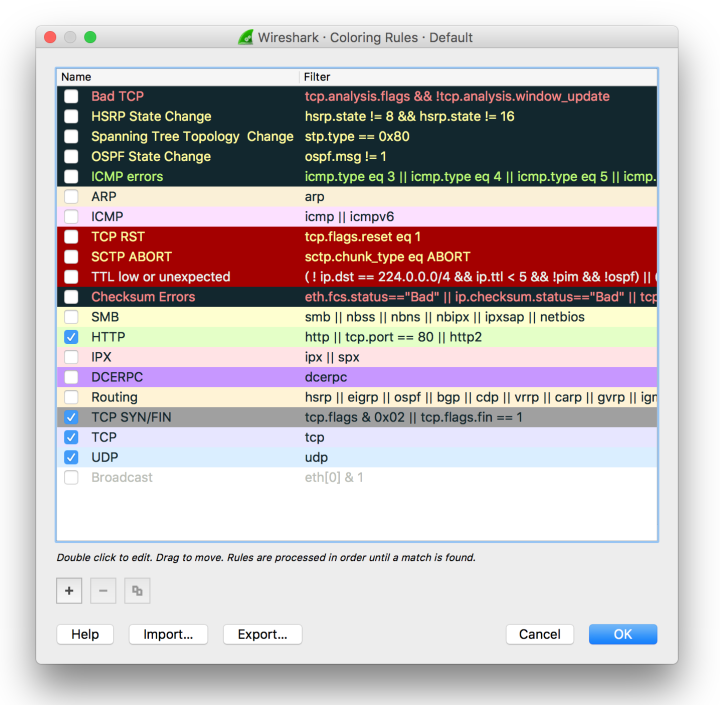 Wireshark · Coloring Rules · Default
Name Filter
Bad TCP tcp.analysis.flags && !tcp.analysis.window_update
HSRP State Change hsrp.state != 8 && hsrp.state != 16
Spanning Tree Topology Change stp.type == 0x80
OSPF State Change ospf.msg != 1
ICMP errors icmp.type eq 3 || icmp.type eq 4 || icmp.type eq 5 || icmp.
ARP arp
ICMP icmp || icmpv6
TCP RST tcp.flags.reset eq 1
SCTP ABORT sctp.chunk_type eq ABORT
TTL low or unexpected ( ! ip.dst == 224.0.0.0/4 && ip.ttl < 5 && !pim && !ospf) || (
Checksum Errors eth.fcs.status=="Bad" || ip.checksum.status=="Bad" || tcp
SMB smb || nbss || nbns || nbipx || ipxsap || netbios
HTTP http || tcp.port == 80 || http2
IPX ipx || spx
DCERPC dcerpc
Routing hsrp || eigrp || ospf || bgp || cdp || vrrp || carp || gvrp || igr
TCP SYN/FIN tcp.flags & 0x02 || tcp.flags.fin == 1
TCP tcp
UDP udp
Broadcast eth[0] & 1
Double click to edit. Drag to move. Rules are processed in order until a match is found.
Help Import... Export... Cancel OK